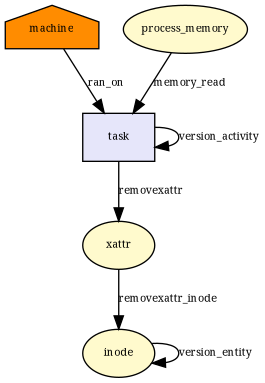 machine
process_memory
ran_on
memory_read
task
version_activity
removexattr
xattr
removexattr_inode
inode
version_entity